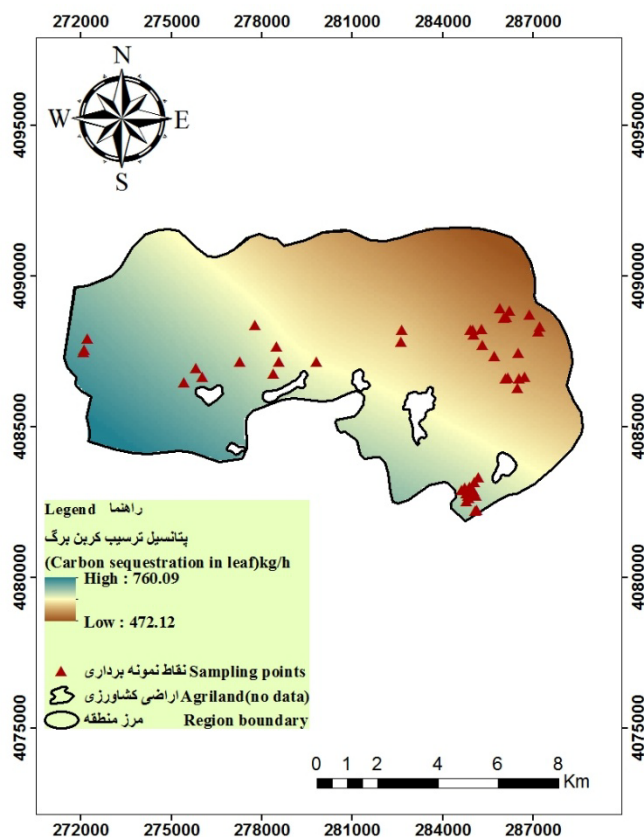 272000 275000 278000 281000 284000 287000
4095000 4095000
4090000 4090000
4085000 4085000
4080000 4080000
4075000 4075000
N
W E
S
Legend راهنما
پتانسیل ترسیب کربن برگ
(Carbon sequestration in leaf)kg/h
High : 760.09
Low : 472.12
نقاط نمونه برداری Sampling points
اراضی کشاورزی Agriland(no data)
مرز منطقه Region boundary
0 1 2 4 6 8
Km
272000 275000 278000 281000 284000 287000